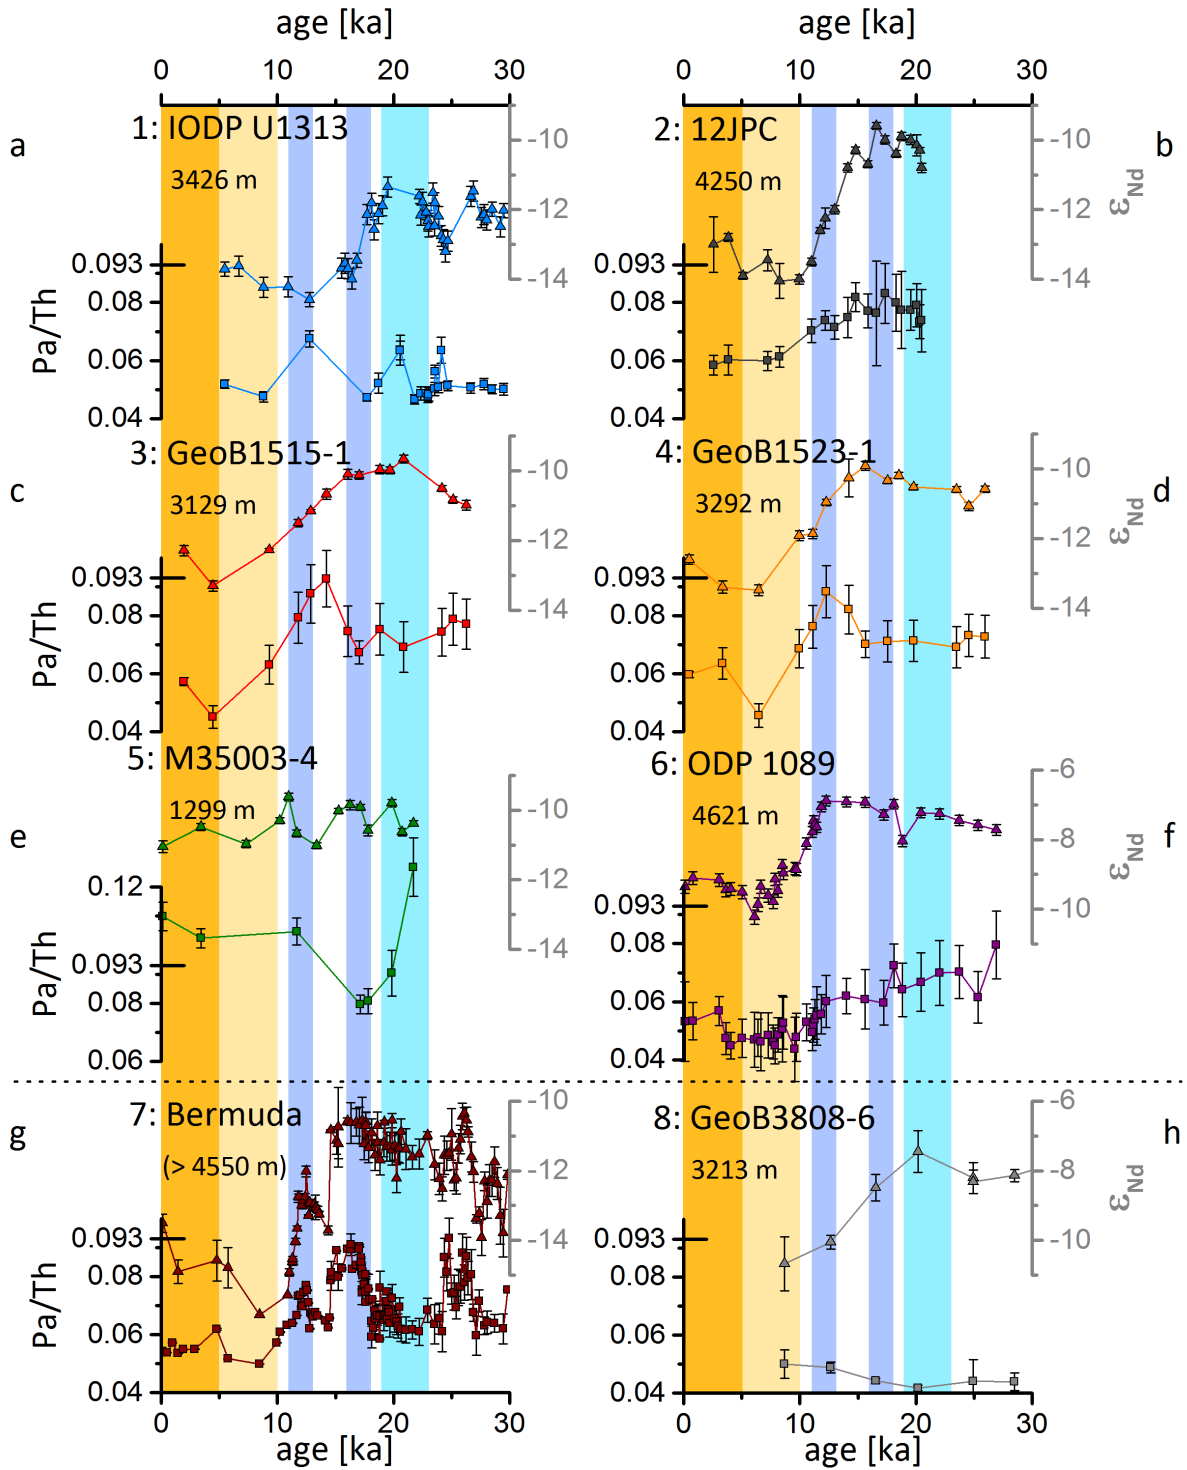 age [ka]
age [ka]
0 10 20 30
0 10 20 30
a
1: IODP U1313
3426 m
-10
-12
-14
0.093
0.08
0.06
0.04
Pa/Th
2: 12JPC
4250 m
b
-10
-12
-14
εNd
0.093
0.08
0.06
0.04
c
3: GeoB1515-1
3129 m
-10
-12
-14
0.093
0.08
0.06
0.04
Pa/Th
4: GeoB1523-1
3292 m
d
-10
-12
-14
εNd
0.093
0.08
0.06
0.04
e
5: M35003-4
1299 m
-10
-12
-14
0.12
0.093
0.08
0.06
Pa/Th
6: ODP 1089
4621 m
f
-6
-8
-10
εNd
0.093
0.08
0.06
0.04
g
7: Bermuda
(> 4550 m)
-10
-12
-14
0.093
0.08
0.06
0.04
Pa/Th
8: GeoB3808-6
3213 m
h
-6
-8
-10
εNd
0.093
0.08
0.06
0.04
0 10 20 30
0 10 20 30
age [ka]
age [ka]